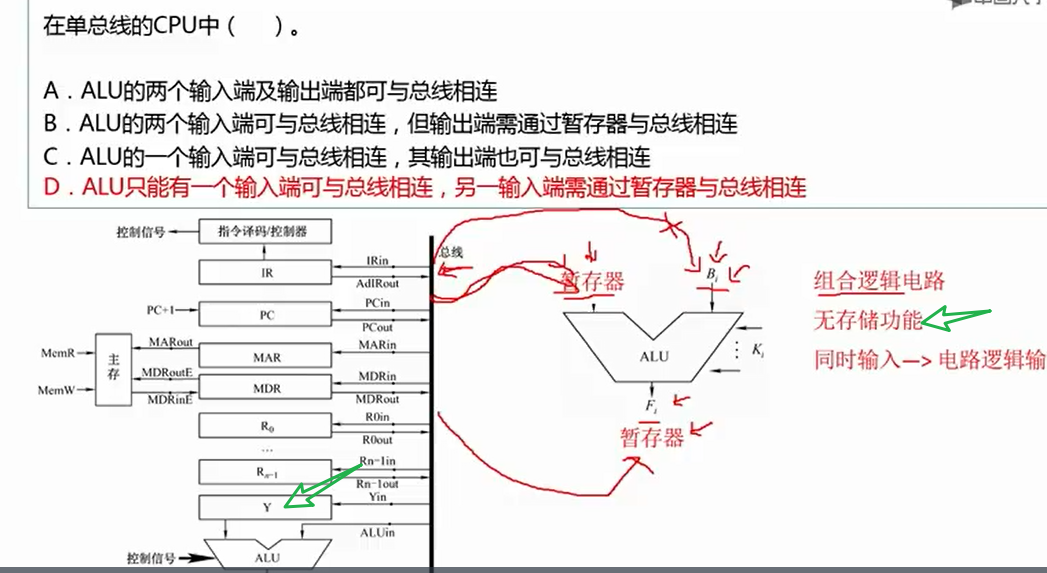 在单总线的CPU中（ ）。
A．ALU的两个输入端及输出端都可与总线相连
B．ALU的两个输入端可与总线相连，但输出端需通过暂存器与总线相连
C．ALU的一个输入端可与总线相连，其输出端也可与总线相连
D．ALU只能有一个输入端可与总线相连，另一输入端需通过暂存器与总线相连
控制信号
指令译码/控制器
总线
IR
IRin
AdIRout
暂存器
Bi
组合逻辑电路
PC+1
PC
PCin
PCout
无存储功能
MemR
MemW
主存
MARout
MAR
MARin
ALU
Ki
同时输入—> 电路逻辑输
MDRoutE
MDRinE
MDR
MDRin
MDRout
Fi
R0
R0in
R0out
暂存器
...
Rn-1
Rn-1in
Rn-1out
Y
Yin
ALUin
控制信号
ALU